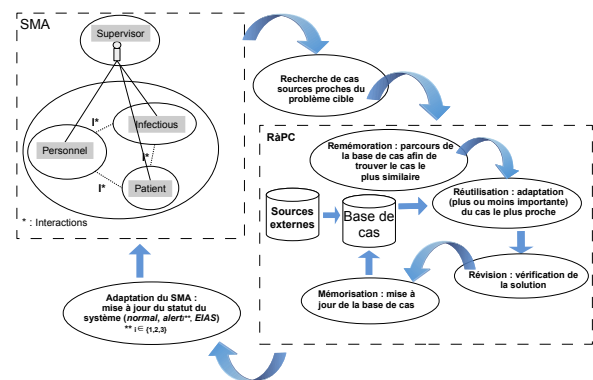 SMA
Supervisor
I*
Infectious
Personnel
I*
I*
Patient
* : Interactions
Recherche de cas
sources proches du
problème cible
RàPC
Remémoration : parcours de
la base de cas afin de
trouver le cas le
plus similaire
Réutilisation : adaptation
(plus ou moins importante)
du cas le plus proche
Sources
externes
Base de
cas
Révision : vérification de
la solution
Mémorisation : mise à
jour de la base de cas
Adaptation du SMA :
mise à jour du statut du
système (normal, alertᵢ**, EIAS)
** i ∈ {1,2,3}